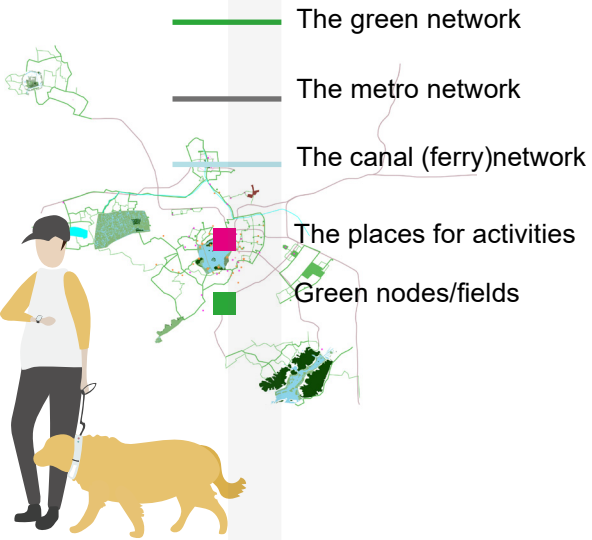 The green network
The metro network
The canal (ferry)network
The places for activities
Green nodes/fields